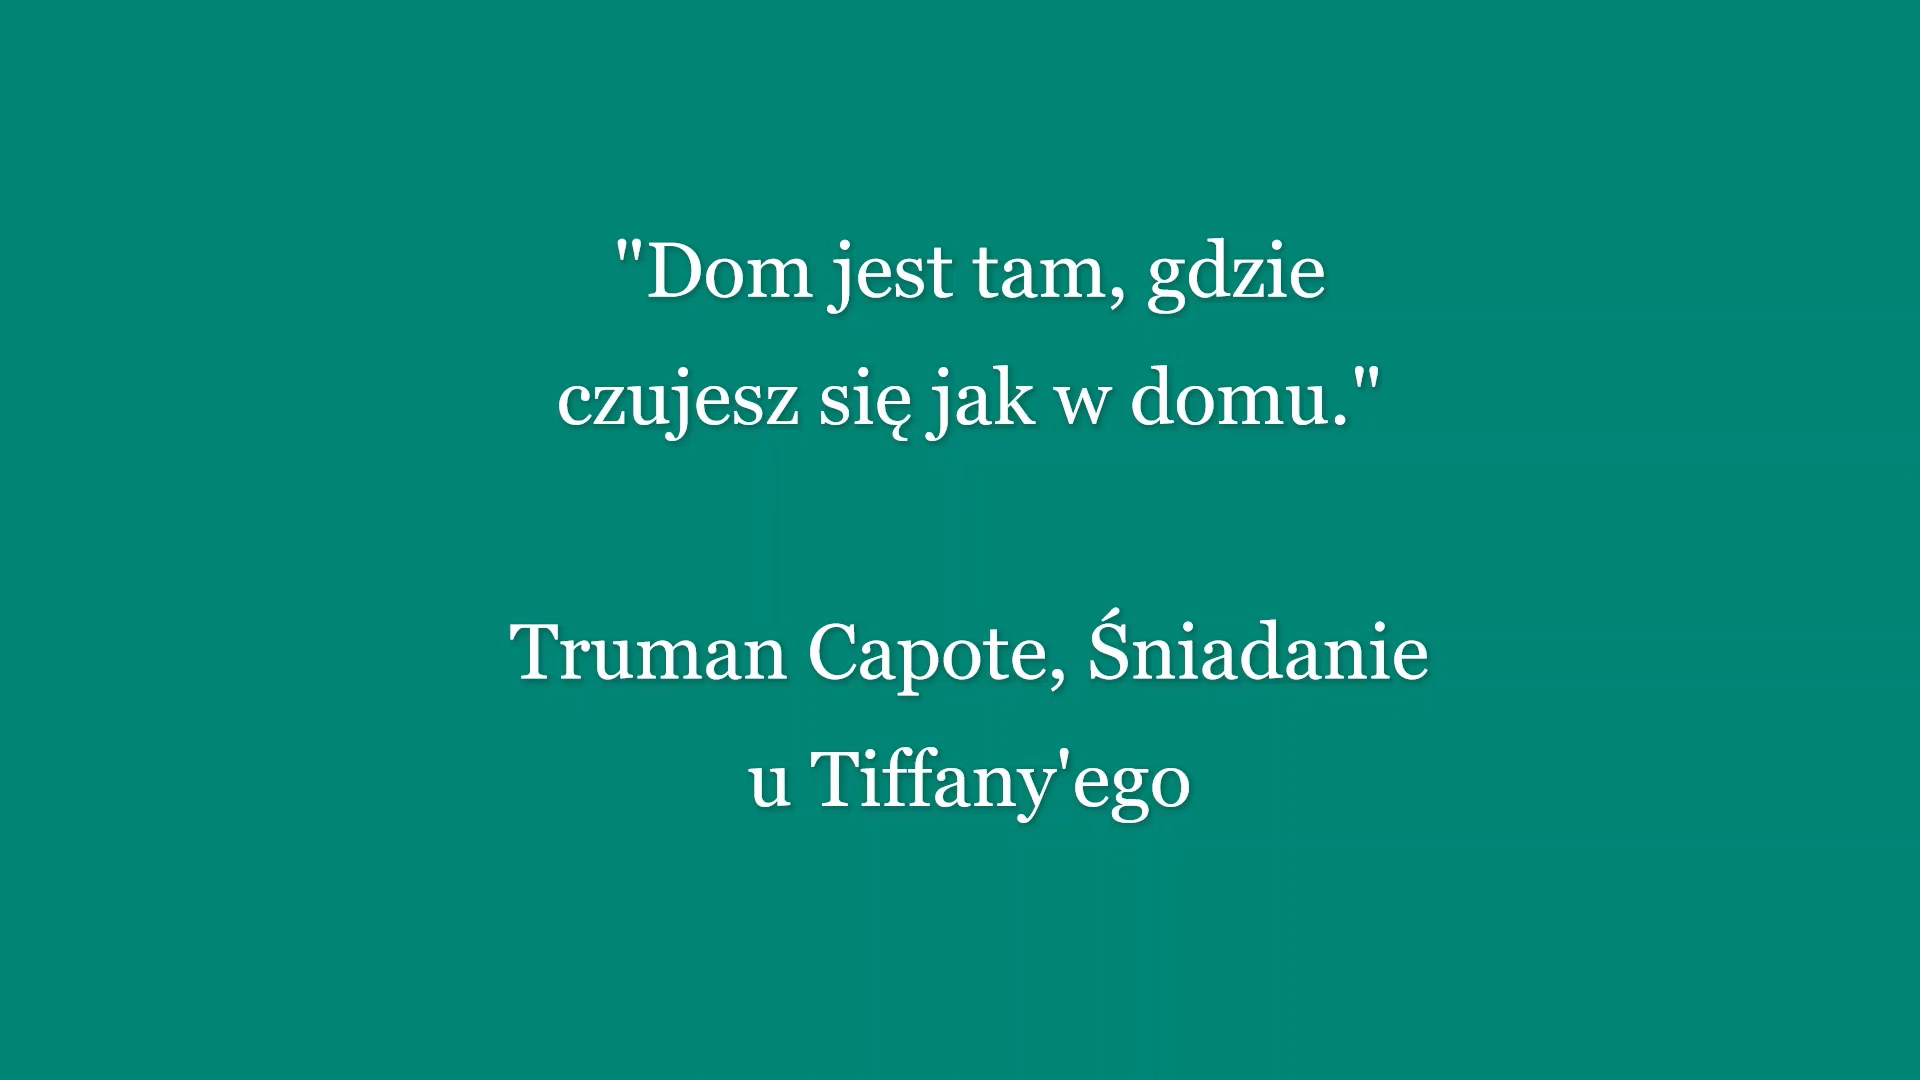 "Dom jest tam, gdzie
czujesz się jak w domu."
Truman Capote, Śniadanie
u Tiffany'ego